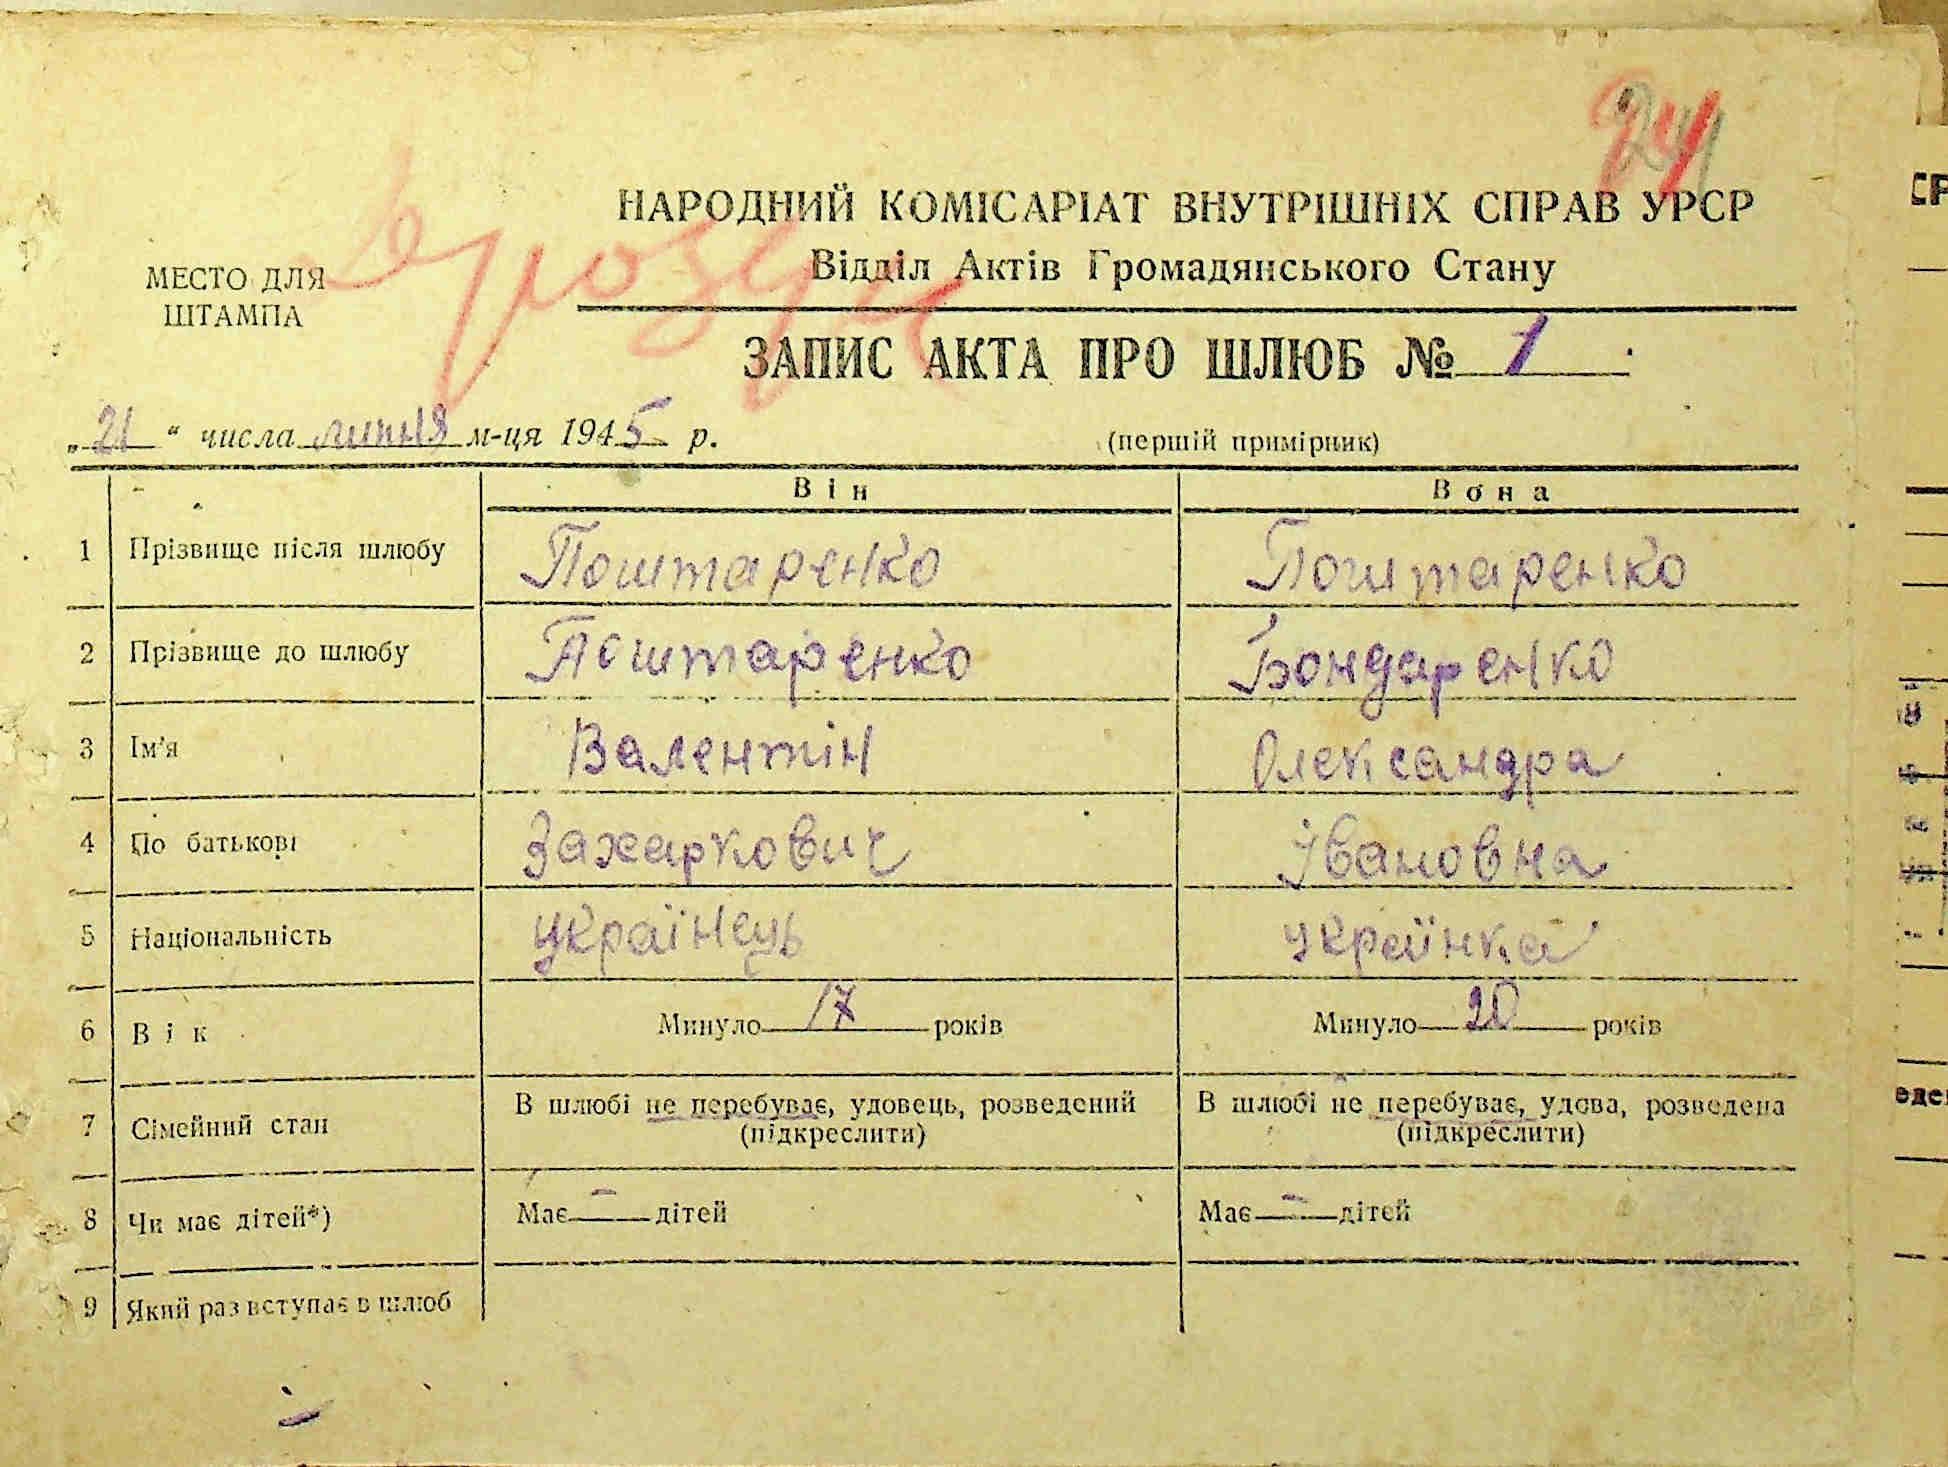 24
НАРОДНИЙ КОМІСАРІАТ ВНУТРІШНІХ СПРАВ УРСР
Відділ Актів Громадянського Стану
МЕСТО ДЛЯ
ШТАМПА
ЗАПИС АКТА ПРО ШЛЮБ № 1
„21“ числа липня м-ця 1945 р.
(перший примірник)
Він Вона
1 Прізвище після шлюбу Поштаренко Поштаренко
2 Прізвище до шлюбу Поштаренко Бондаренко
3 Ім'я Валентін Олександра
4 По батькові Захаркович Івановна
5 Національність українець українка
6 Вік Минуло 17 років Минуло 20 років
7 Сімейний стан В шлюбі не перебуває, удовець, розведений В шлюбі не перебуває, удова, розведена
(підкреслити) (підкреслити)
8 Чи має дітей*) Має — дітей Має — дітей
9 Який раз вступає в шлюб